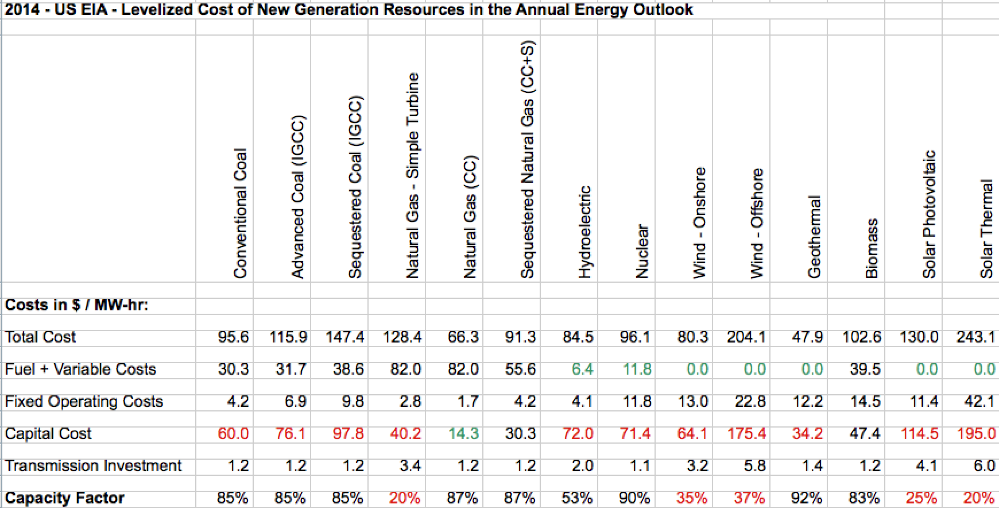 2014 - US EIA - Levelized Cost of New Generation Resources in the Annual Energy Outlook
Conventional Coal
Advanced Coal (IGCC)
Sequestered Coal (IGCC)
Natural Gas - Simple Turbine
Natural Gas (CC)
Sequestered Natural Gas (CC+S)
Hydroelectric
Nuclear
Wind - Onshore
Wind - Offshore
Geothermal
Biomass
Solar Photovoltaic
Solar Thermal
Costs in $ / MW-hr:
Total Cost 95.6 115.9 147.4 128.4 66.3 91.3 84.5 96.1 80.3 204.1 47.9 102.6 130.0 243.1
Fuel + Variable Costs 30.3 31.7 38.6 82.0 82.0 55.6 6.4 11.8 0.0 0.0 0.0 39.5 0.0 0.0
Fixed Operating Costs 4.2 6.9 9.8 2.8 1.7 4.2 4.1 11.8 13.0 22.8 12.2 14.5 11.4 42.1
Capital Cost 60.0 76.1 97.8 40.2 14.3 30.3 72.0 71.4 64.1 175.4 34.2 47.4 114.5 195.0
Transmission Investment 1.2 1.2 1.2 3.4 1.2 1.2 2.0 1.1 3.2 5.8 1.4 1.2 4.1 6.0
Capacity Factor 85% 85% 85% 20% 87% 87% 53% 90% 35% 37% 92% 83% 25% 20%